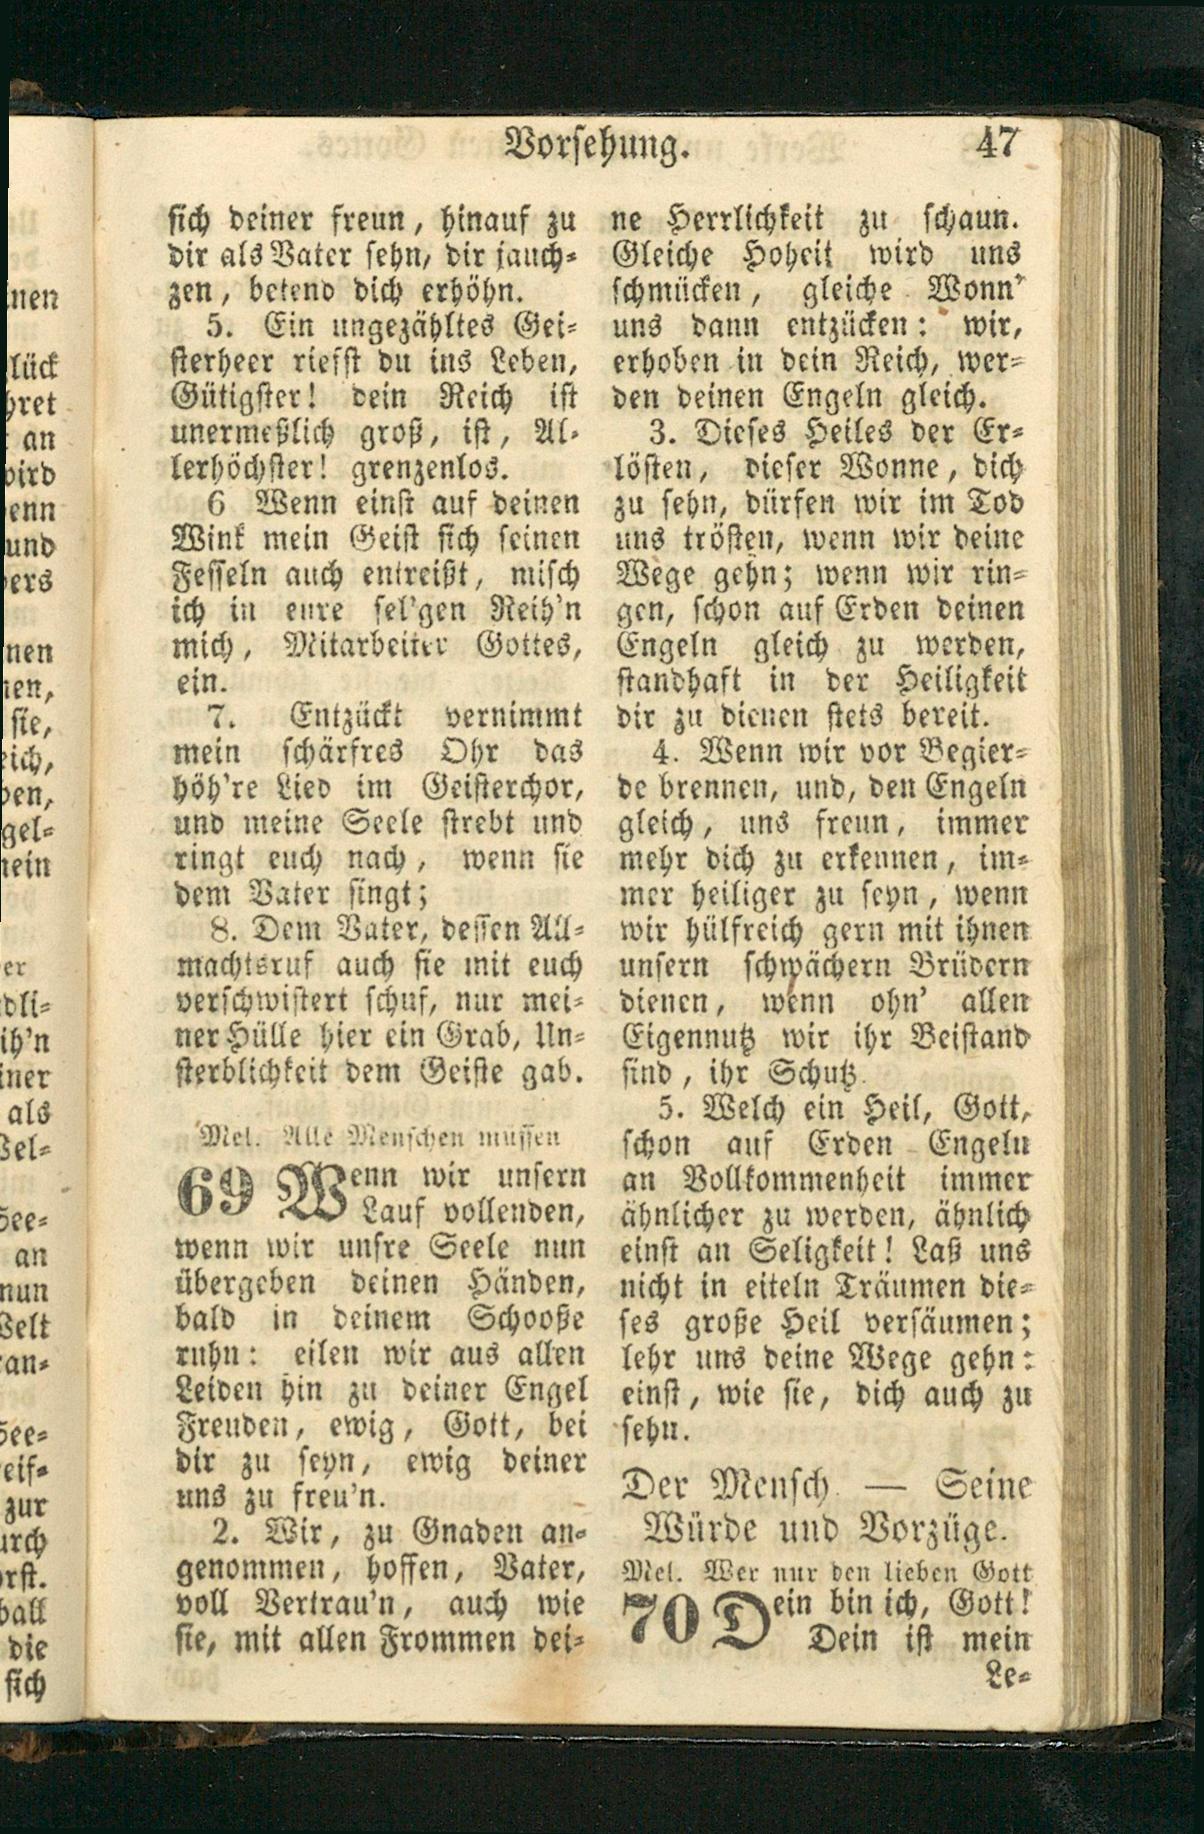 Vorsehung.
47
sich deiner freun, hinauf zu
dir als Vater sehn, dir jauch-
zen, betend dich erhöhn.
5. Ein ungezähltes Gei-
sterheer riefst du ins Leben,
Gütigster! dein Reich ist
unermeßlich groß, ist, Al-
lerhöchster! grenzenlos.
6 Wenn einst auf deinen
Wink mein Geist sich seinen
Fesseln auch entreißt, misch
ich in eure sel'gen Reih'n
mich, Mitarbeiter Gottes,
ein.
7. Entzückt vernimmt
mein schärfres Ohr das
höh're Lied im Geisterchor,
und meine Seele strebt und
ringt euch nach, wenn sie
dem Vater singt;
8. Dem Vater, dessen All-
machtsruf auch sie mit euch
verschwistert schuf, nur mei-
ner Hülle hier ein Grab, Un-
sterblichkeit dem Geiste gab.
Mel. Alle Menschen müssen
69 Wenn wir unsern
Lauf vollenden,
wenn wir unsre Seele nun
übergeben deinen Händen,
bald in deinem Schooße
ruhn: eilen wir aus allen
Leiden hin zu deiner Engel
Freuden, ewig, Gott, bei
dir zu seyn, ewig deiner
uns zu freu'n.
2. Wir, zu Gnaden an-
genommen, hoffen, Vater,
voll Vertrau'n, auch wie
sie, mit allen Frommen dei-
ne Herrlichkeit zu schaun.
Gleiche Hoheit wird uns
schmücken, gleiche Wonn'
uns dann entzücken: wir,
erhoben in dein Reich, wer-
den deinen Engeln gleich.
3. Dieses Heiles der Er-
lösten, dieser Wonne, dich
zu sehn, dürfen wir im Tod
uns trösten, wenn wir deine
Wege gehn; wenn wir rin-
gen, schon auf Erden deinen
Engeln gleich zu werden,
standhaft in der Heiligkeit
dir zu dienen stets bereit.
4. Wenn wir vor Begier-
de brennen, und, den Engeln
gleich, uns freun, immer
mehr dich zu erkennen, im-
mer heiliger zu seyn, wenn
wir hülfreich gern mit ihnen
unsern schwächern Brüdern
dienen, wenn ohn' allen
Eigennutz wir ihr Beistand
sind, ihr Schutz.
5. Welch ein Heil, Gott,
schon auf Erden Engeln
an Vollkommenheit immer
ähnlicher zu werden, ähnlich
einst an Seligkeit! Laß uns
nicht in eiteln Träumen die-
ses große Heil versäumen;
lehr uns deine Wege gehn:
einst, wie sie, dich auch zu
sehn.
Der Mensch. — Seine
Würde und Vorzüge.
Mel. Wer nur den lieben Gott
70 Dein bin ich, Gott!
Dein ist mein
Le-